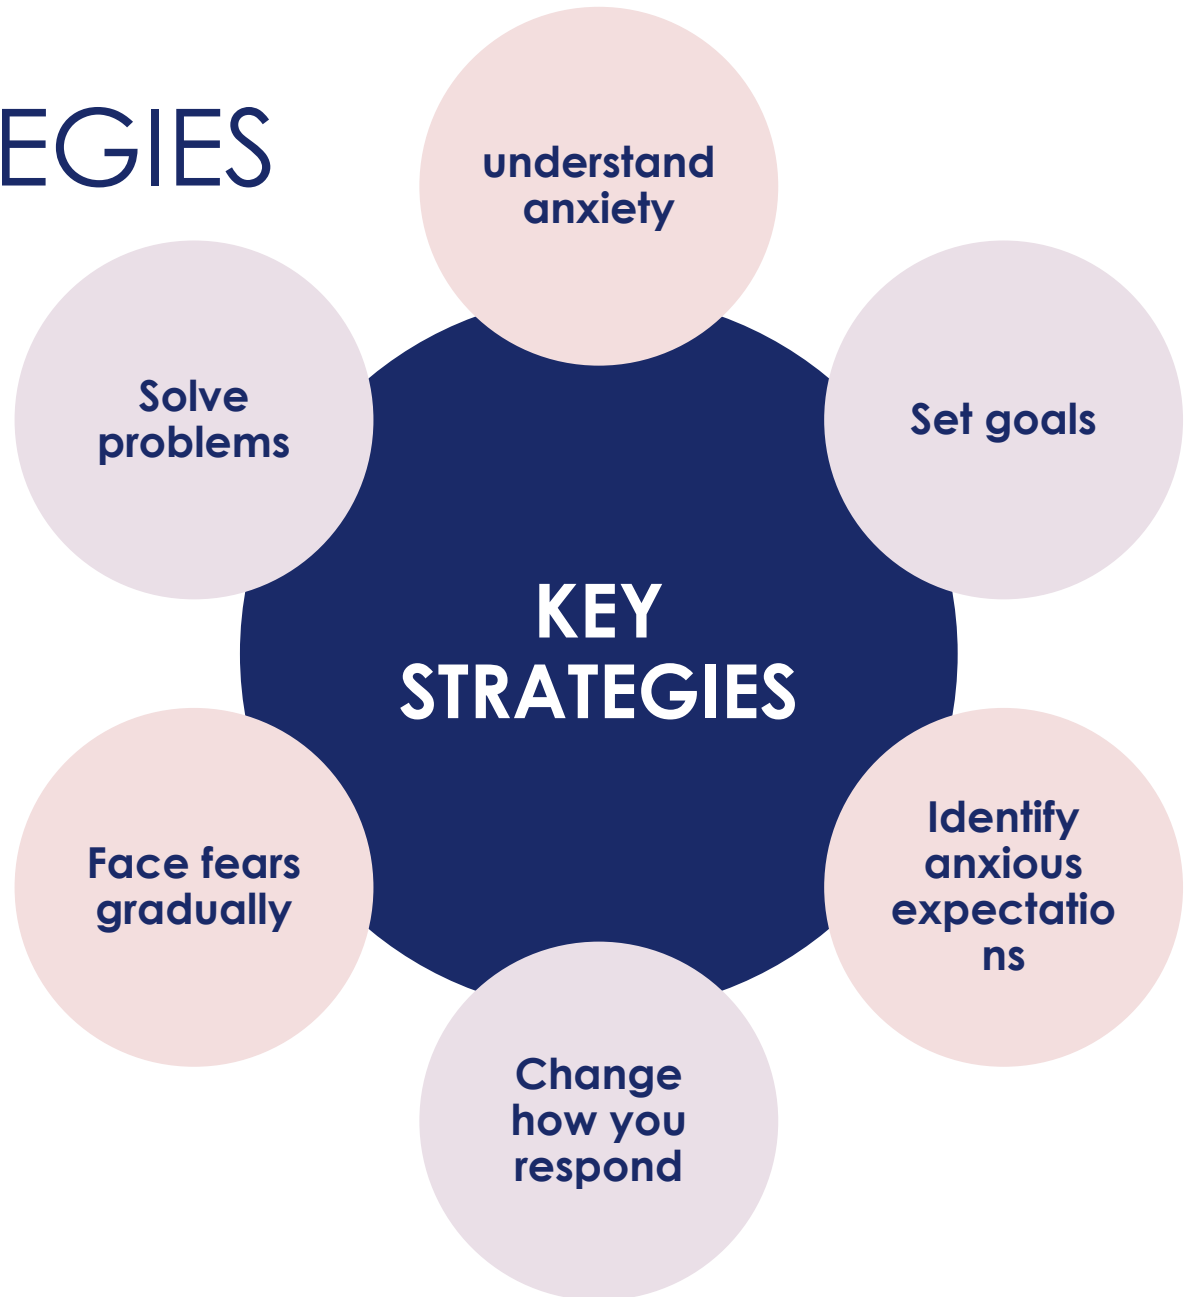 EGIES
understand
anxiety
Set goals
Identify
anxious
expectatio
ns
Change
how you
respond
Face fears
gradually
Solve
problems
KEY
STRATEGIES